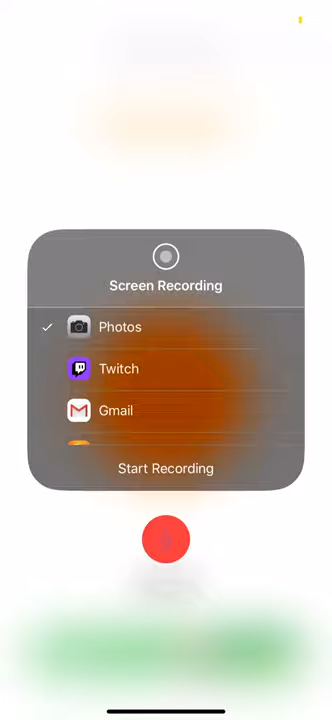 Screen Recording
Photos
Twitch
Gmail
Start Recording